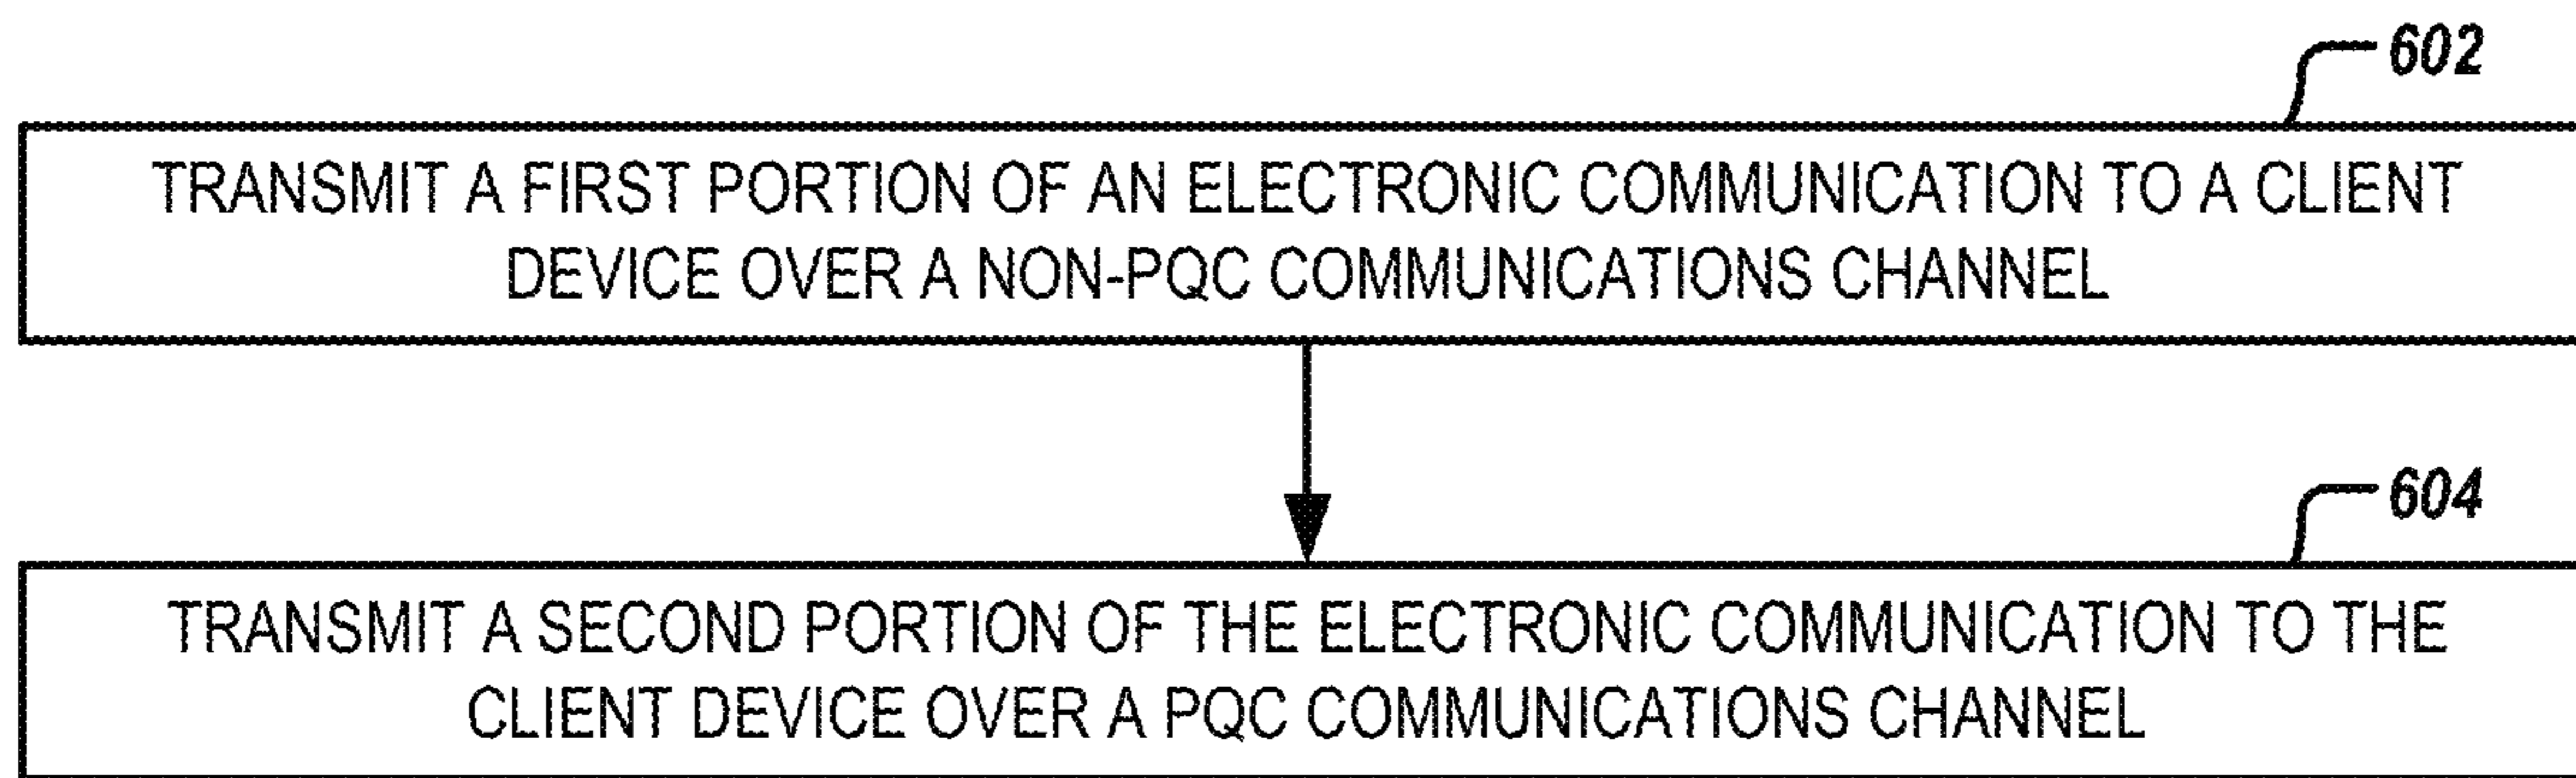 602
TRANSMIT A FIRST PORTION OF AN ELECTRONIC COMMUNICATION TO A CLIENT
DEVICE OVER A NON-PQC COMMUNICATIONS CHANNEL
604
TRANSMIT A SECOND PORTION OF THE ELECTRONIC COMMUNICATION TO THE
CLIENT DEVICE OVER A PQC COMMUNICATIONS CHANNEL